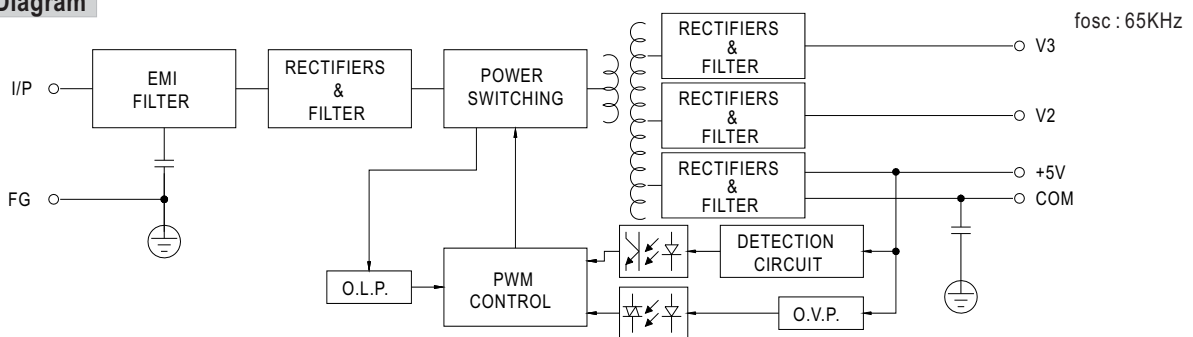 Diagram
fosc : 65KHz
I/P
EMI
FILTER
RECTIFIERS
&
FILTER
POWER
SWITCHING
RECTIFIERS
&
FILTER
V3
RECTIFIERS
&
FILTER
V2
RECTIFIERS
&
FILTER
+5V
COM
FG
O.L.P.
PWM
CONTROL
DETECTION
CIRCUIT
O.V.P.